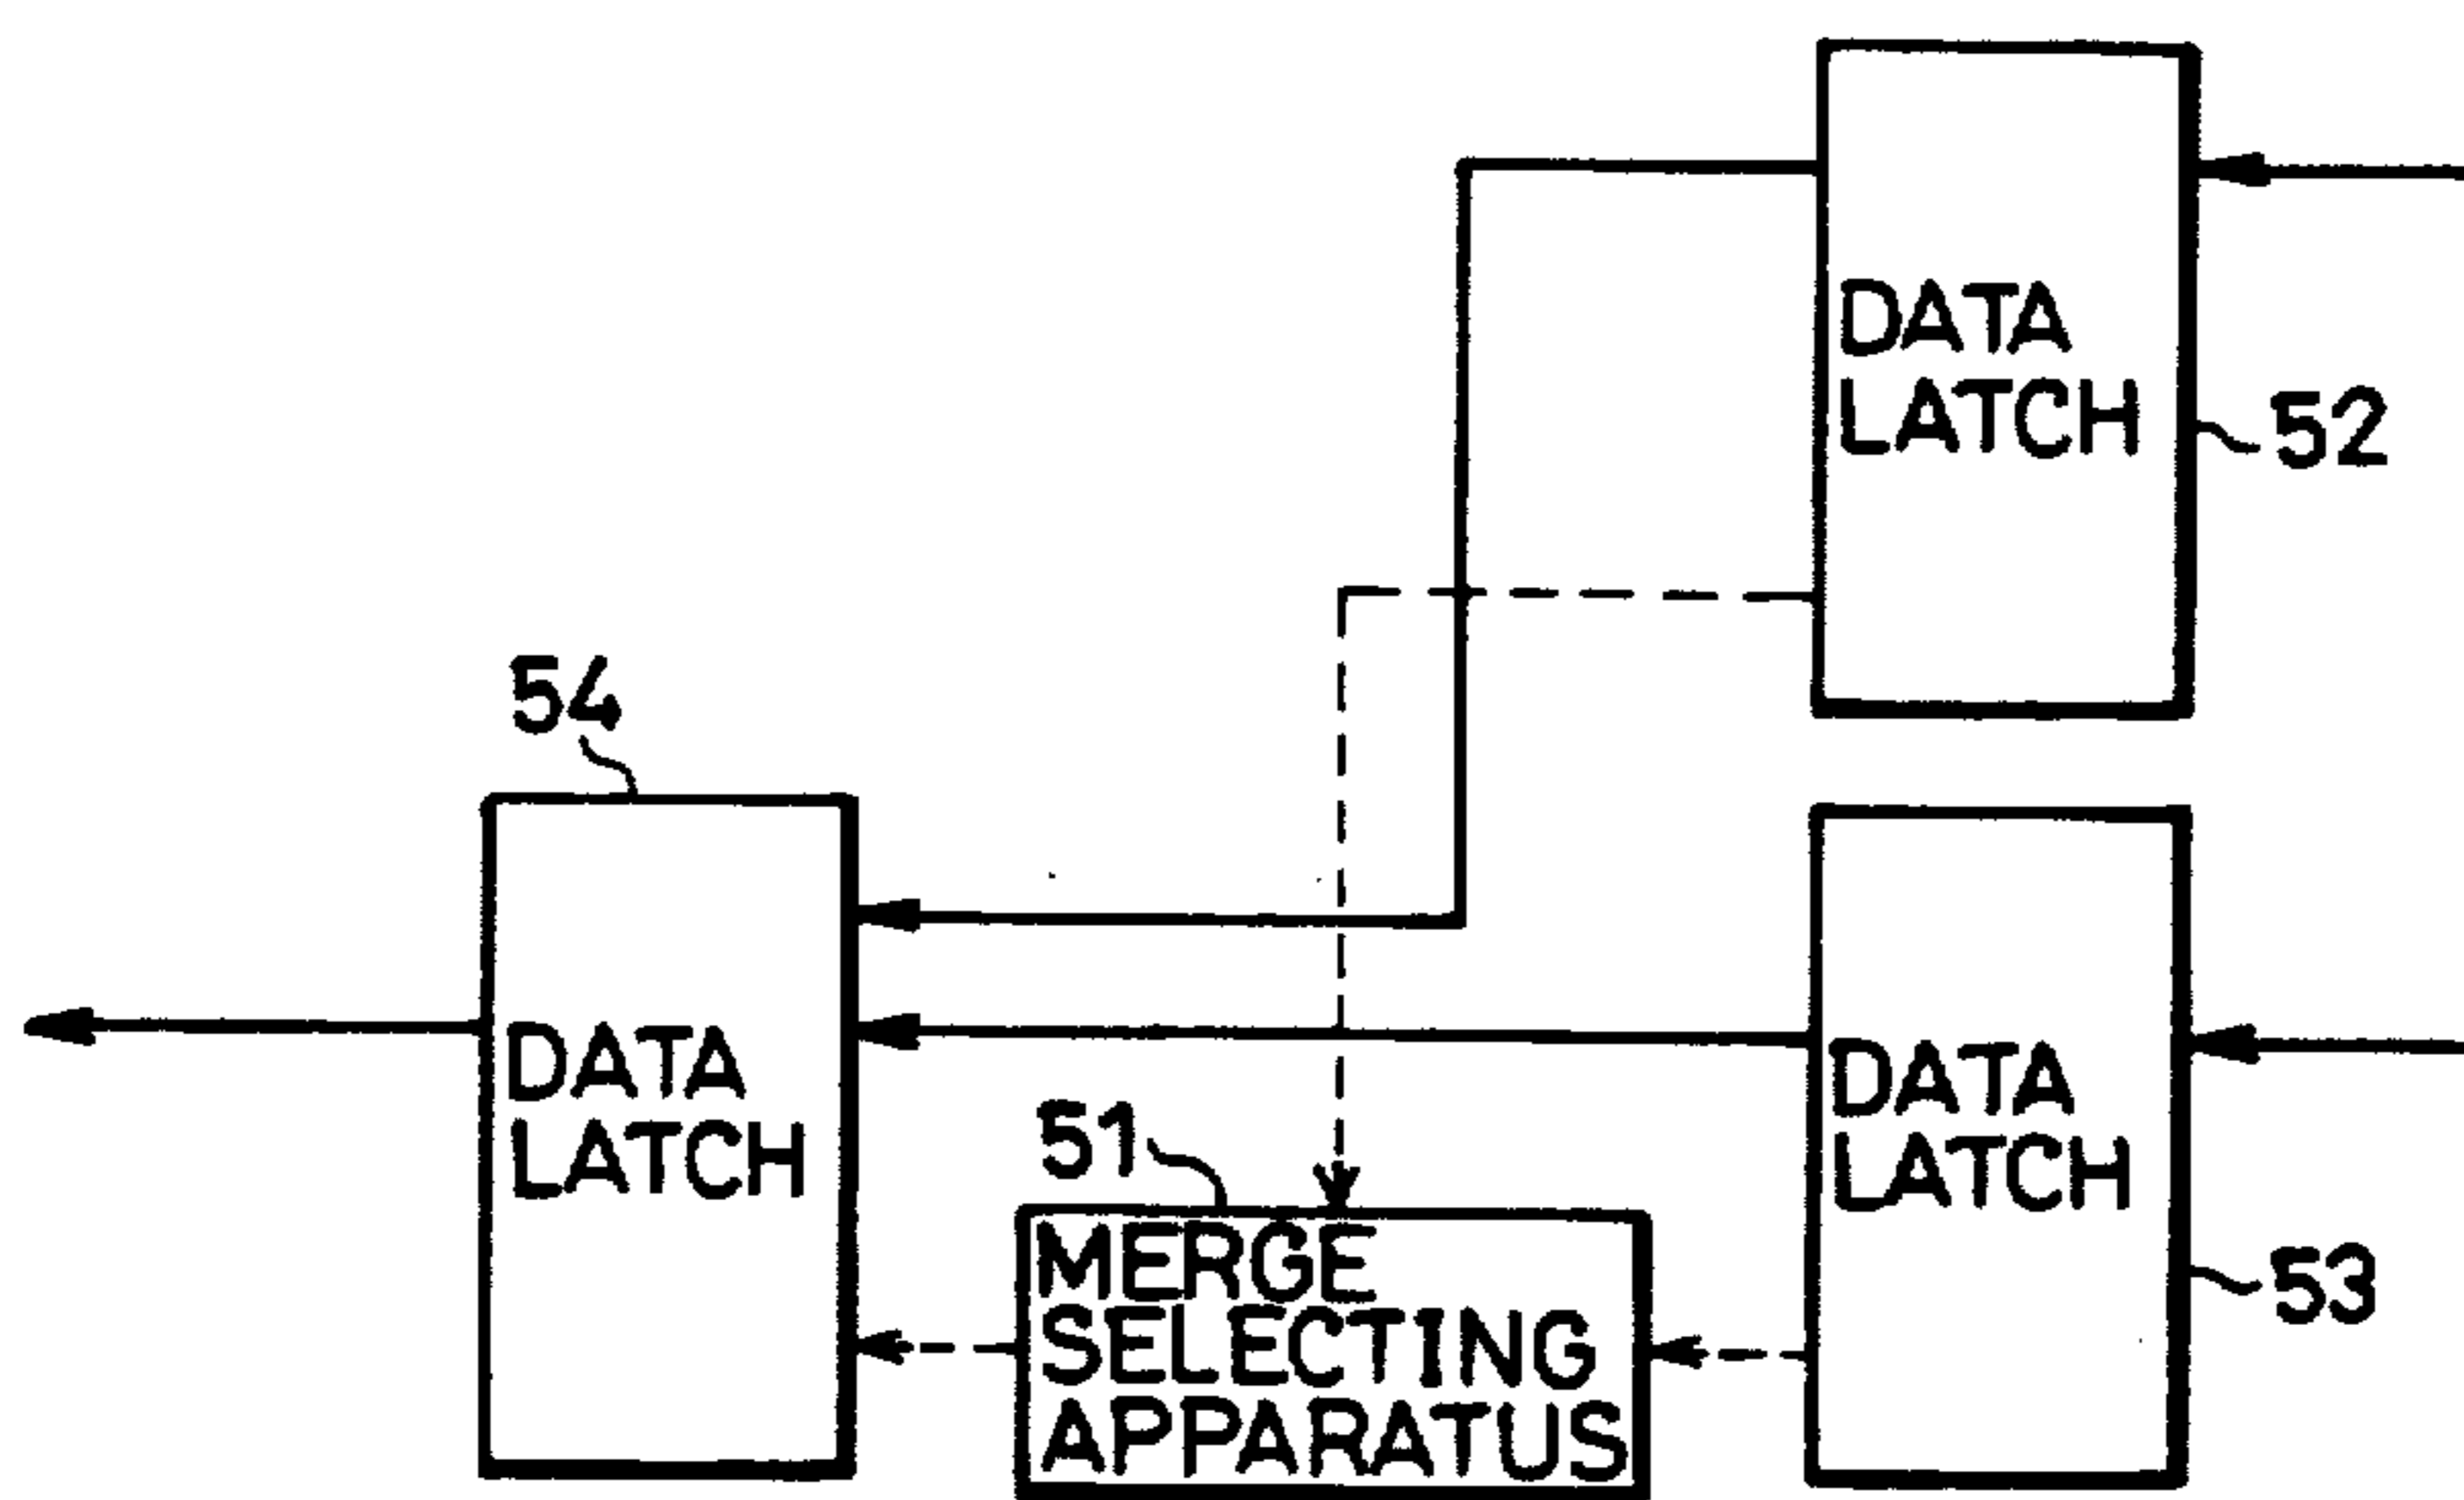 DATA
LATCH
52
54
DATA
LATCH
51
DATA
LATCH
53
MERGE
SELECTING
APPARATUS